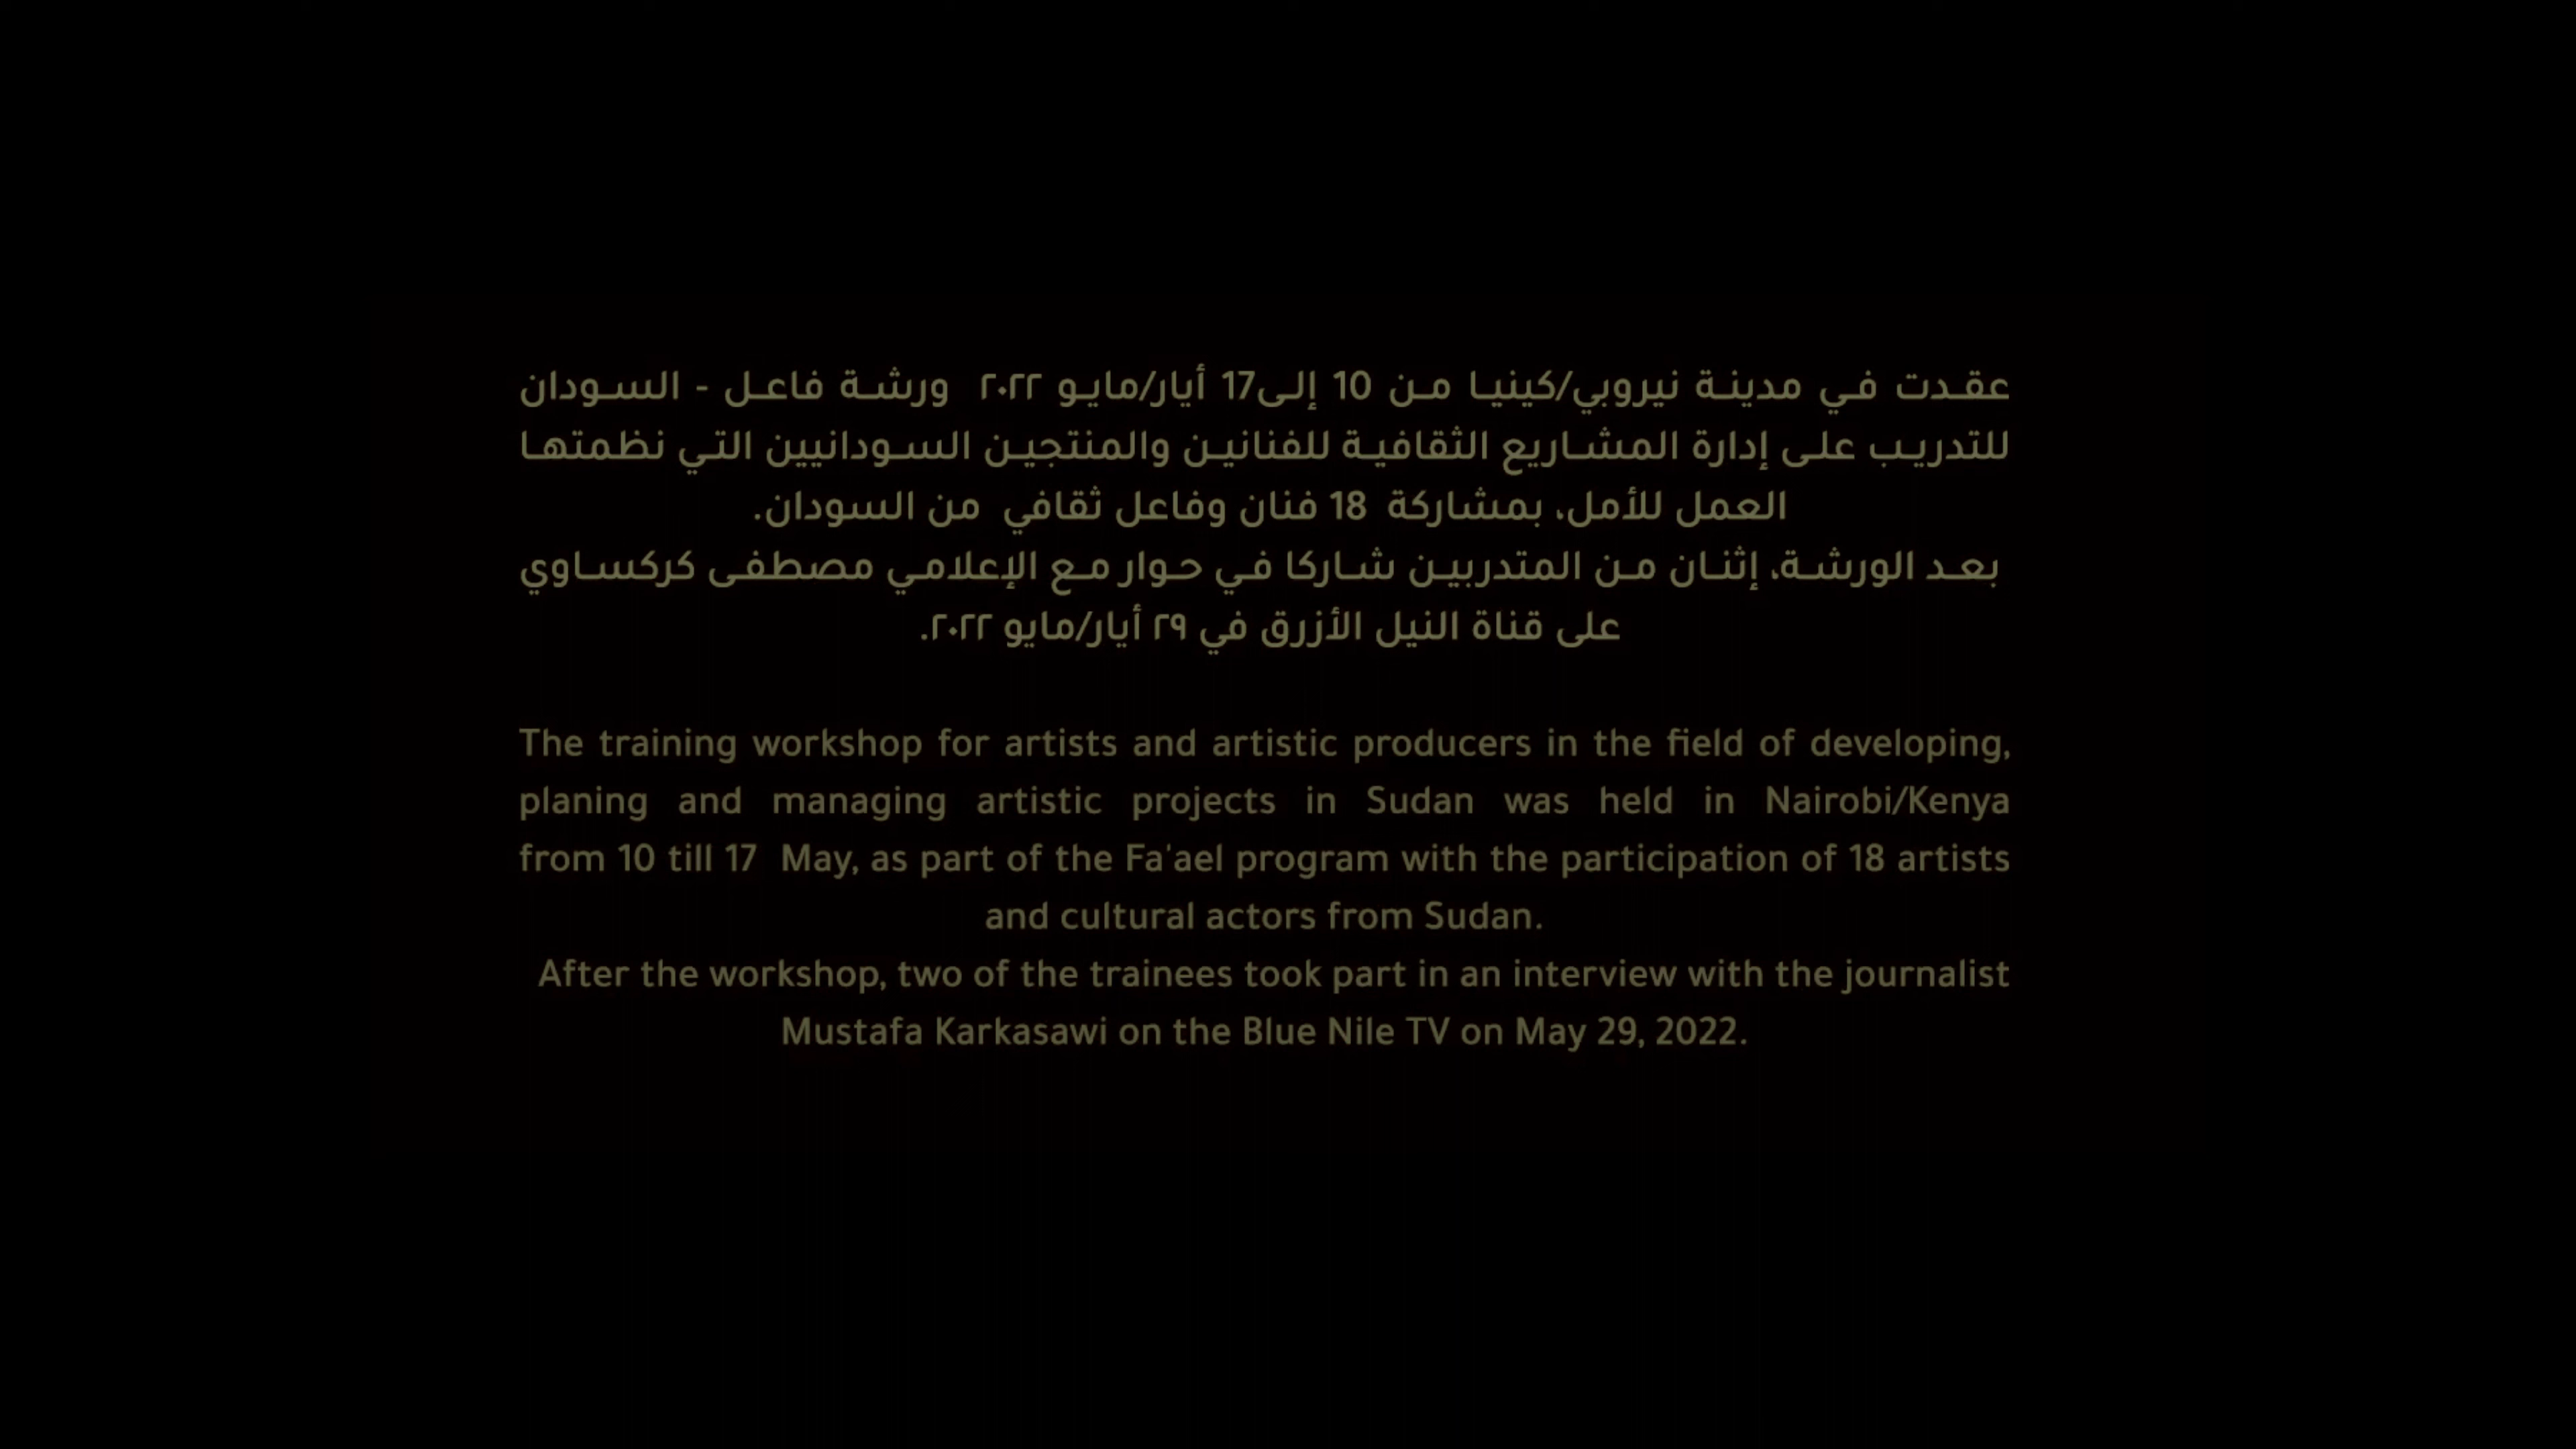 عقدت في مدينة نيروبي/كينيا من 10 إلى17 أيار/مايو ٢٠٢٢ ورشة فاعل - السودان
للتدريب على إدارة المشاريع الثقافية للفنانين والمنتجين السودانيين التي نظمتها
العمل للأمل، بمشاركة 18 فنان وفاعل ثقافي من السودان.
بعد الورشة، إثنان من المتدربين شاركا في حوار مع الإعلامي مصطفى كركساوي
على قناة النيل الأزرق في ٢٩ أيار/مايو ٢٠٢٢.
The training workshop for artists and artistic producers in the field of developing,
planing and managing artistic projects in Sudan was held in Nairobi/Kenya
from 10 till 17 May, as part of the Fa'ael program with the participation of 18 artists
and cultural actors from Sudan.
After the workshop, two of the trainees took part in an interview with the journalist
Mustafa Karkasawi on the Blue Nile TV on May 29, 2022.